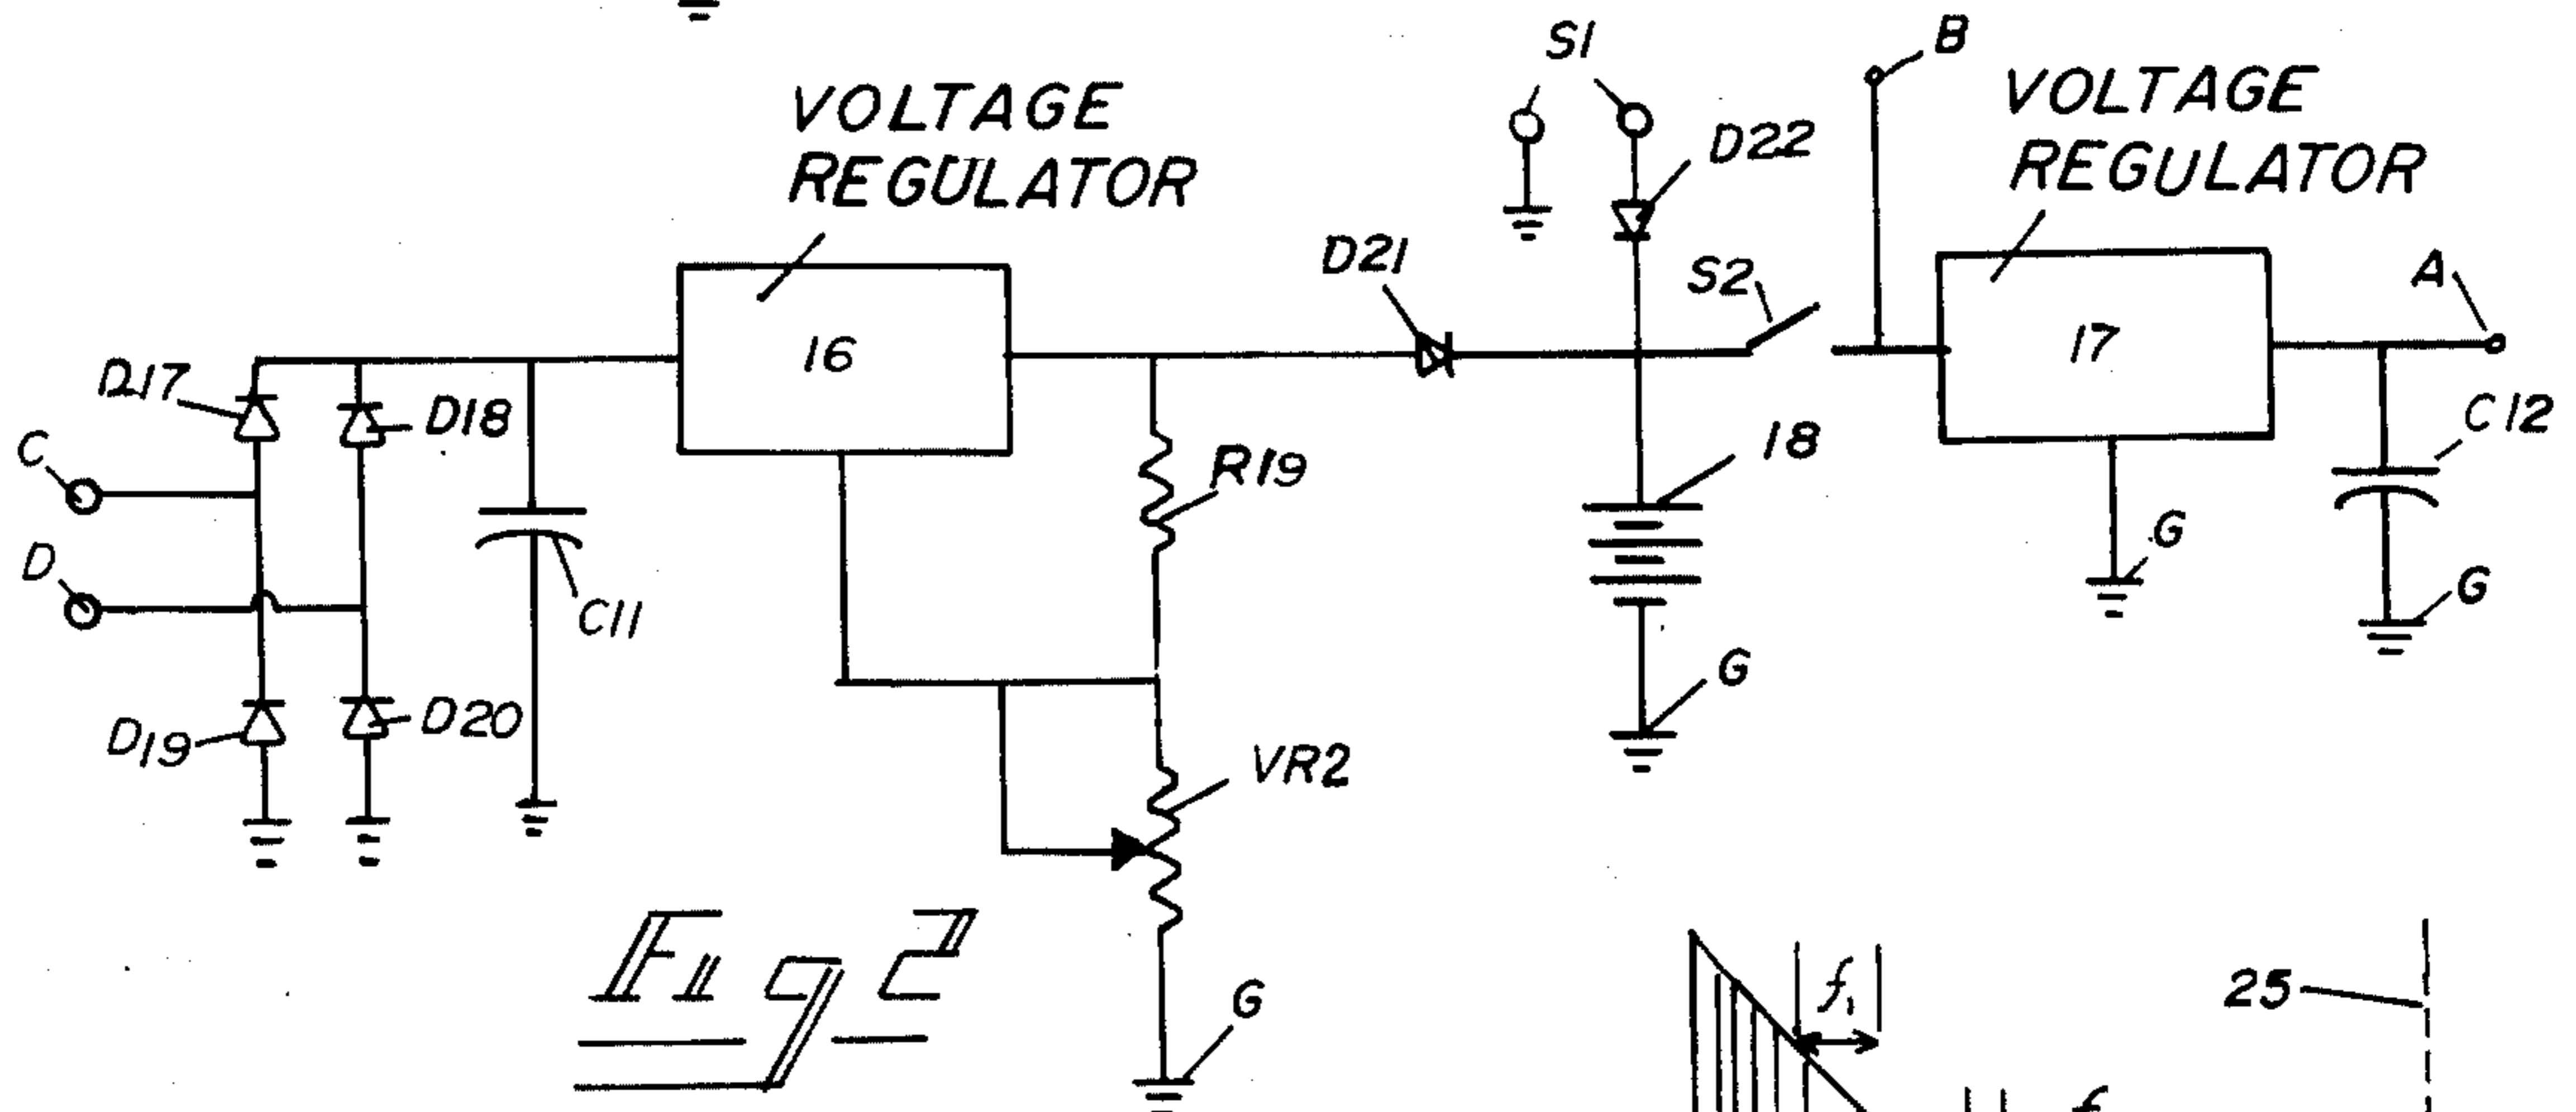 S1
B
VOLTAGE
REGULATOR
VOLTAGE
REGULATOR
D22
D21
S2
A
16
17
D17
D18
C
R19
18
C12
D
C11
G
G
G
D19
D20
VR2
Fig 2
G
f1
25
f